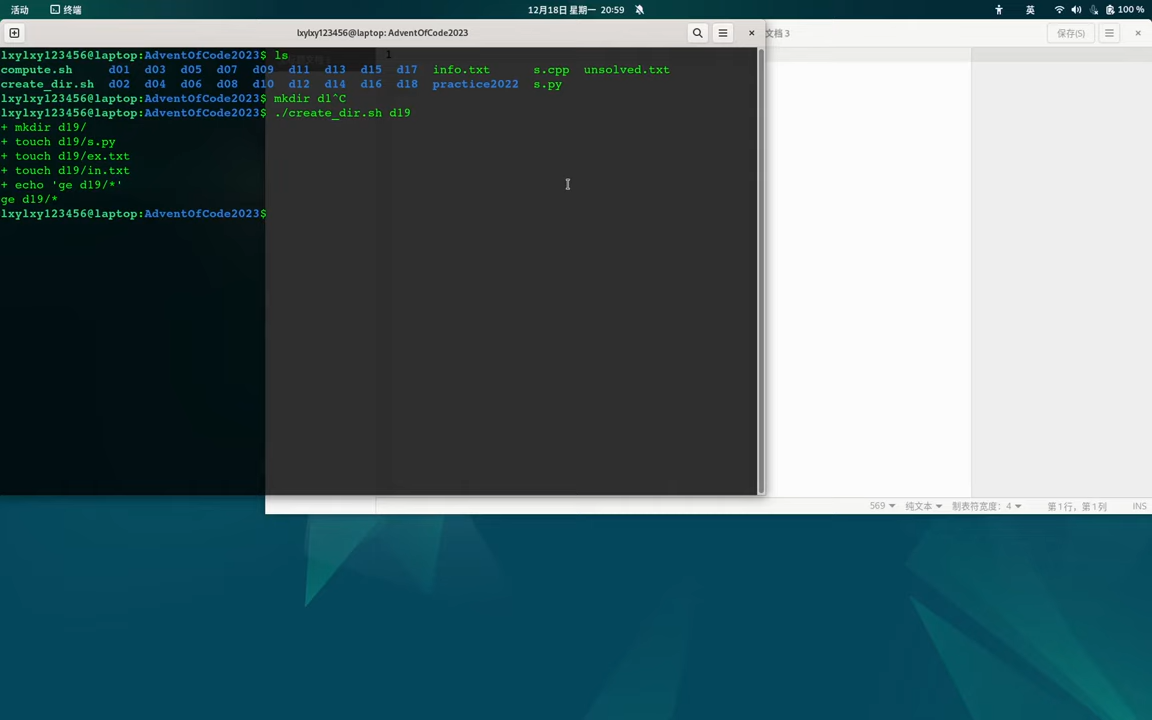 活动 终端 12月18日 星期一 20:59 英 100 %
lxylxy123456@laptop: AdventOfCode2023
文档 3 保存(S)
lxylxy123456@laptop:AdventOfCode2023$ ls
1
compute.sh d01 d03 d05 d07 d09 d11 d13 d15 d17 info.txt s.cpp unsolved.txt
create_dir.sh d02 d04 d06 d08 d10 d12 d14 d16 d18 practice2022 s.py
lxylxy123456@laptop:AdventOfCode2023$ mkdir d1^C
lxylxy123456@laptop:AdventOfCode2023$ ./create_dir.sh d19
+ mkdir d19/
+ touch d19/s.py
+ touch d19/ex.txt
+ touch d19/in.txt
+ echo 'ge d19/*'
ge d19/*
lxylxy123456@laptop:AdventOfCode2023$
569 纯文本 制表符宽度: 4 第 1 行, 第 1 列 INS